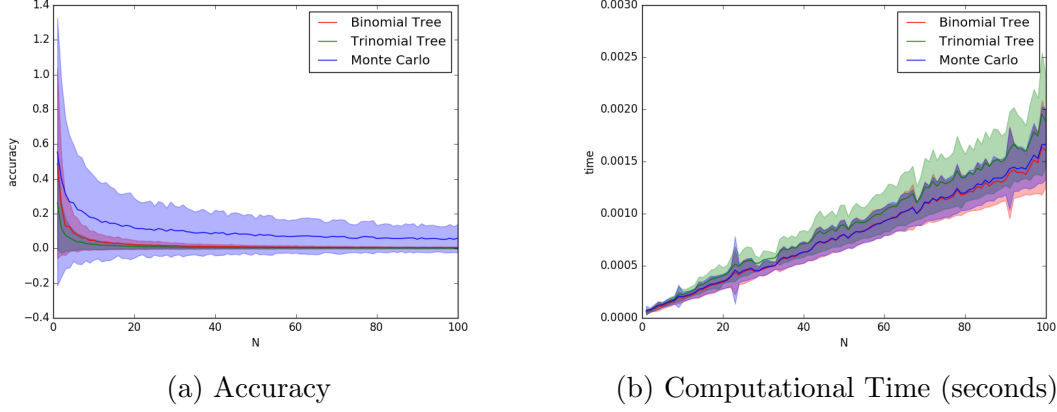 1.4
1.2
1.0
0.8
0.6
0.4
0.2
0.0
−0.2
−0.4
accuracy
0 20 40 60 80 100
N
Binomial Tree
Trinomial Tree
Monte Carlo
(a) Accuracy
0.0030
0.0025
0.0020
0.0015
0.0010
0.0005
0.0000
time
0 20 40 60 80 100
N
Binomial Tree
Trinomial Tree
Monte Carlo
(b) Computational Time (seconds)